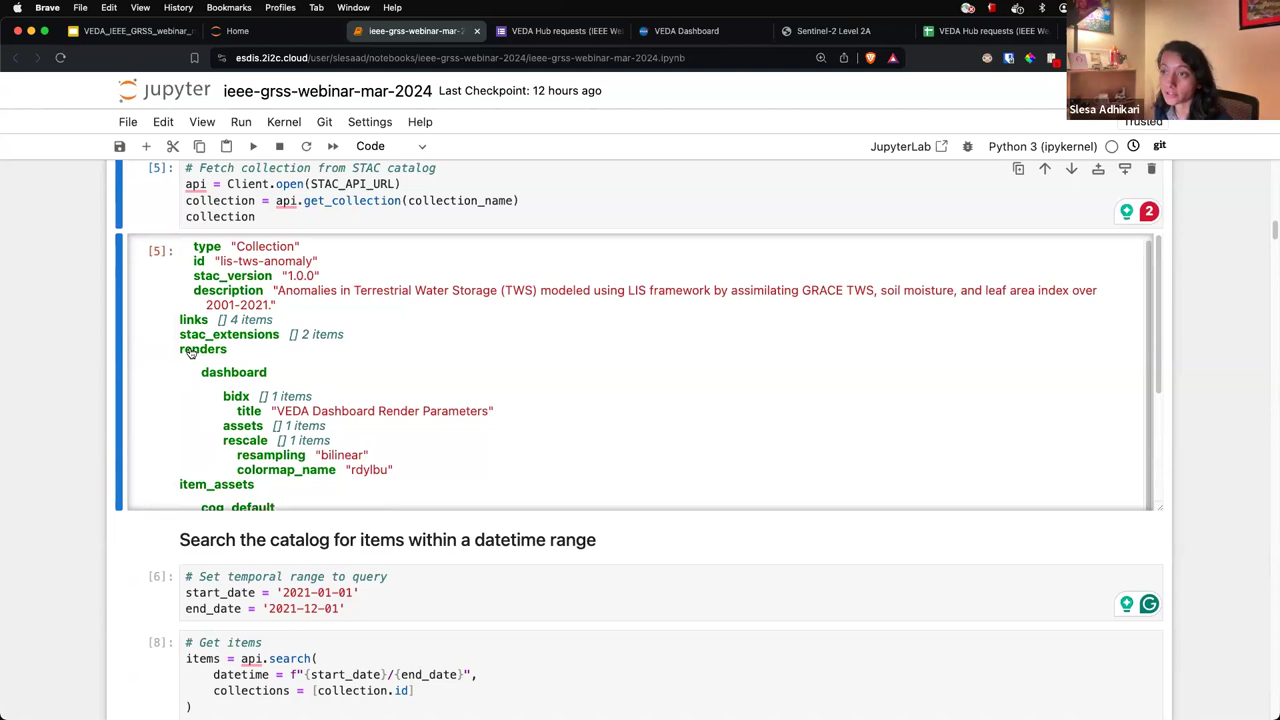 Brave File Edit View History Bookmarks Profiles Tab Window Help
VEDA_IEEE_GRSS_webinar_
Home
ieee-grss-webinar-mar-2
VEDA Hub requests (IEEE We
VEDA Dashboard
Sentinel-2 Level 2A
VEDA Hub requests (IEEE We
esdis.2i2c.cloud/user/slesaad/notebooks/ieee-grss-webinar-2024/ieee-grss-webinar-mar-2024.ipynb
jupyter ieee-grss-webinar-mar-2024 Last Checkpoint: 12 hours ago
Slesa Adhikari
Trusted
File Edit View Run Kernel Git Settings Help
Code
JupyterLab Python 3 (ipykernel) git
[5]: # Fetch collection from STAC catalog
api = Client.open(STAC_API_URL)
collection = api.get_collection(collection_name)
collection
2
[5]: type "Collection"
id "lis-tws-anomaly"
stac_version "1.0.0"
description "Anomalies in Terrestrial Water Storage (TWS) modeled using LIS framework by assimilating GRACE TWS, soil moisture, and leaf area index over
2001-2021."
links [] 4 items
stac_extensions [] 2 items
renders
dashboard
bidx [] 1 items
title "VEDA Dashboard Render Parameters"
assets [] 1 items
rescale [] 1 items
resampling "bilinear"
colormap_name "rdylbu"
item_assets
cog_default
Search the catalog for items within a datetime range
[6]: # Set temporal range to query
start_date = '2021-01-01'
end_date = '2021-12-01'
[8]: # Get items
items = api.search(
datetime = f"{start_date}/{end_date}",
collections = [collection.id]
)